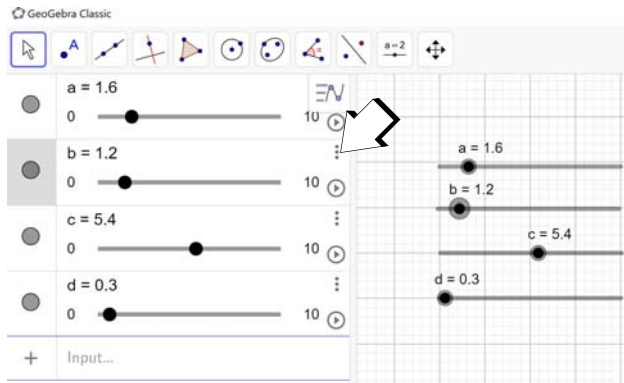 GeoGebra Classic
A
a=2
a = 1.6
0 10
b = 1.2
0 10
c = 5.4
0 10
d = 0.3
0 10
+ Input...
a = 1.6
b = 1.2
c = 5.4
d = 0.3